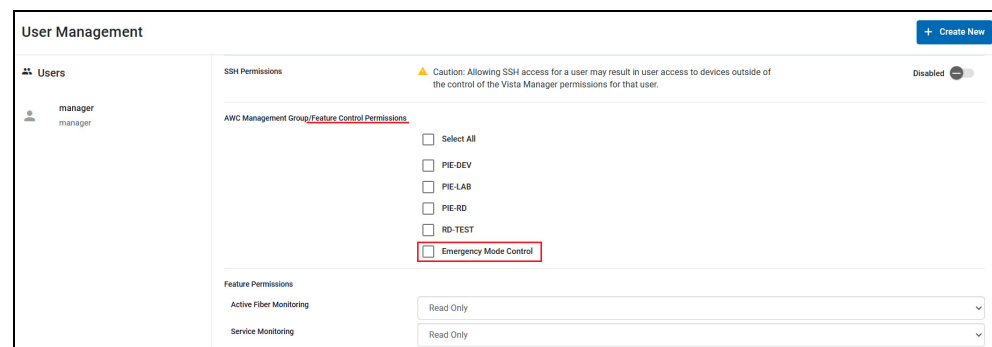 User Management
+ Create New
Users
manager
manager
SSH Permissions
Caution: Allowing SSH access for a user may result in user access to devices outside of
the control of the Vista Manager permissions for that user.
Disabled
AWC Management Group/Feature Control Permissions
Select All
PIE-DEV
PIE-LAB
PIE-RD
RD-TEST
Emergency Mode Control
Feature Permissions
Active Fiber Monitoring
Read Only
Service Monitoring
Read Only